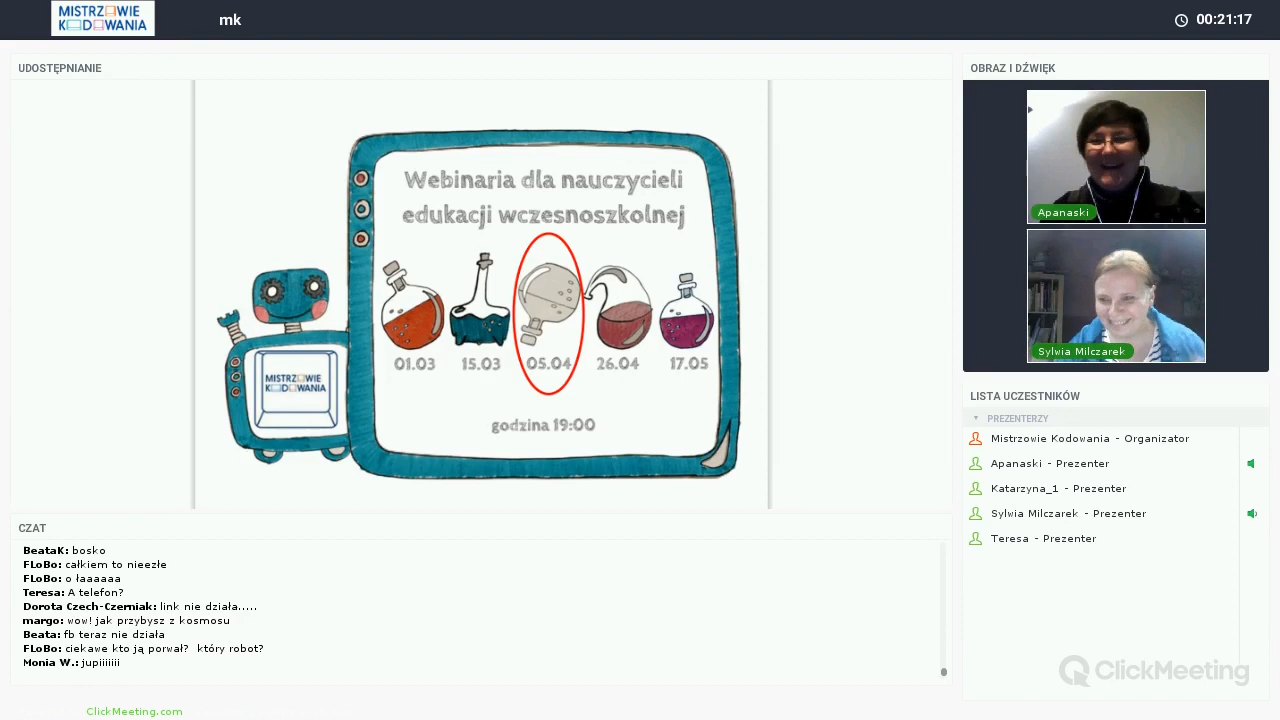 MISTRZOWIE
KODOWANIA
mk
00:21:17
UDOSTĘPNIANIE
Webinaria dla nauczycieli
edukacji wczesnoszkolnej
01.03 15.03 05.04 26.04 17.05
godzina 19:00
MISTRZOWIE
KODOWANIA
OBRAZ I DŹWIĘK
Apanaski
Sylwia Milczarek
LISTA UCZESTNIKÓW
PREZENTERZY
Mistrzowie Kodowania - Organizator
Apanaski - Prezenter
Katarzyna_1 - Prezenter
Sylwia Milczarek - Prezenter
Teresa - Prezenter
CZAT
BeataK: bosko
FLoBo: całkiem to nieezłe
FLoBo: o łaaaaaa
Teresa: A telefon?
Dorota Czech-Czerniak: link nie działa.....
margo: wow! jak przybysz z kosmosu
Beata: fb teraz nie działa
FLoBo: ciekawe kto ją porwał? który robot?
Monia W.: jupiiiiiii
ClickMeeting
ClickMeeting.com